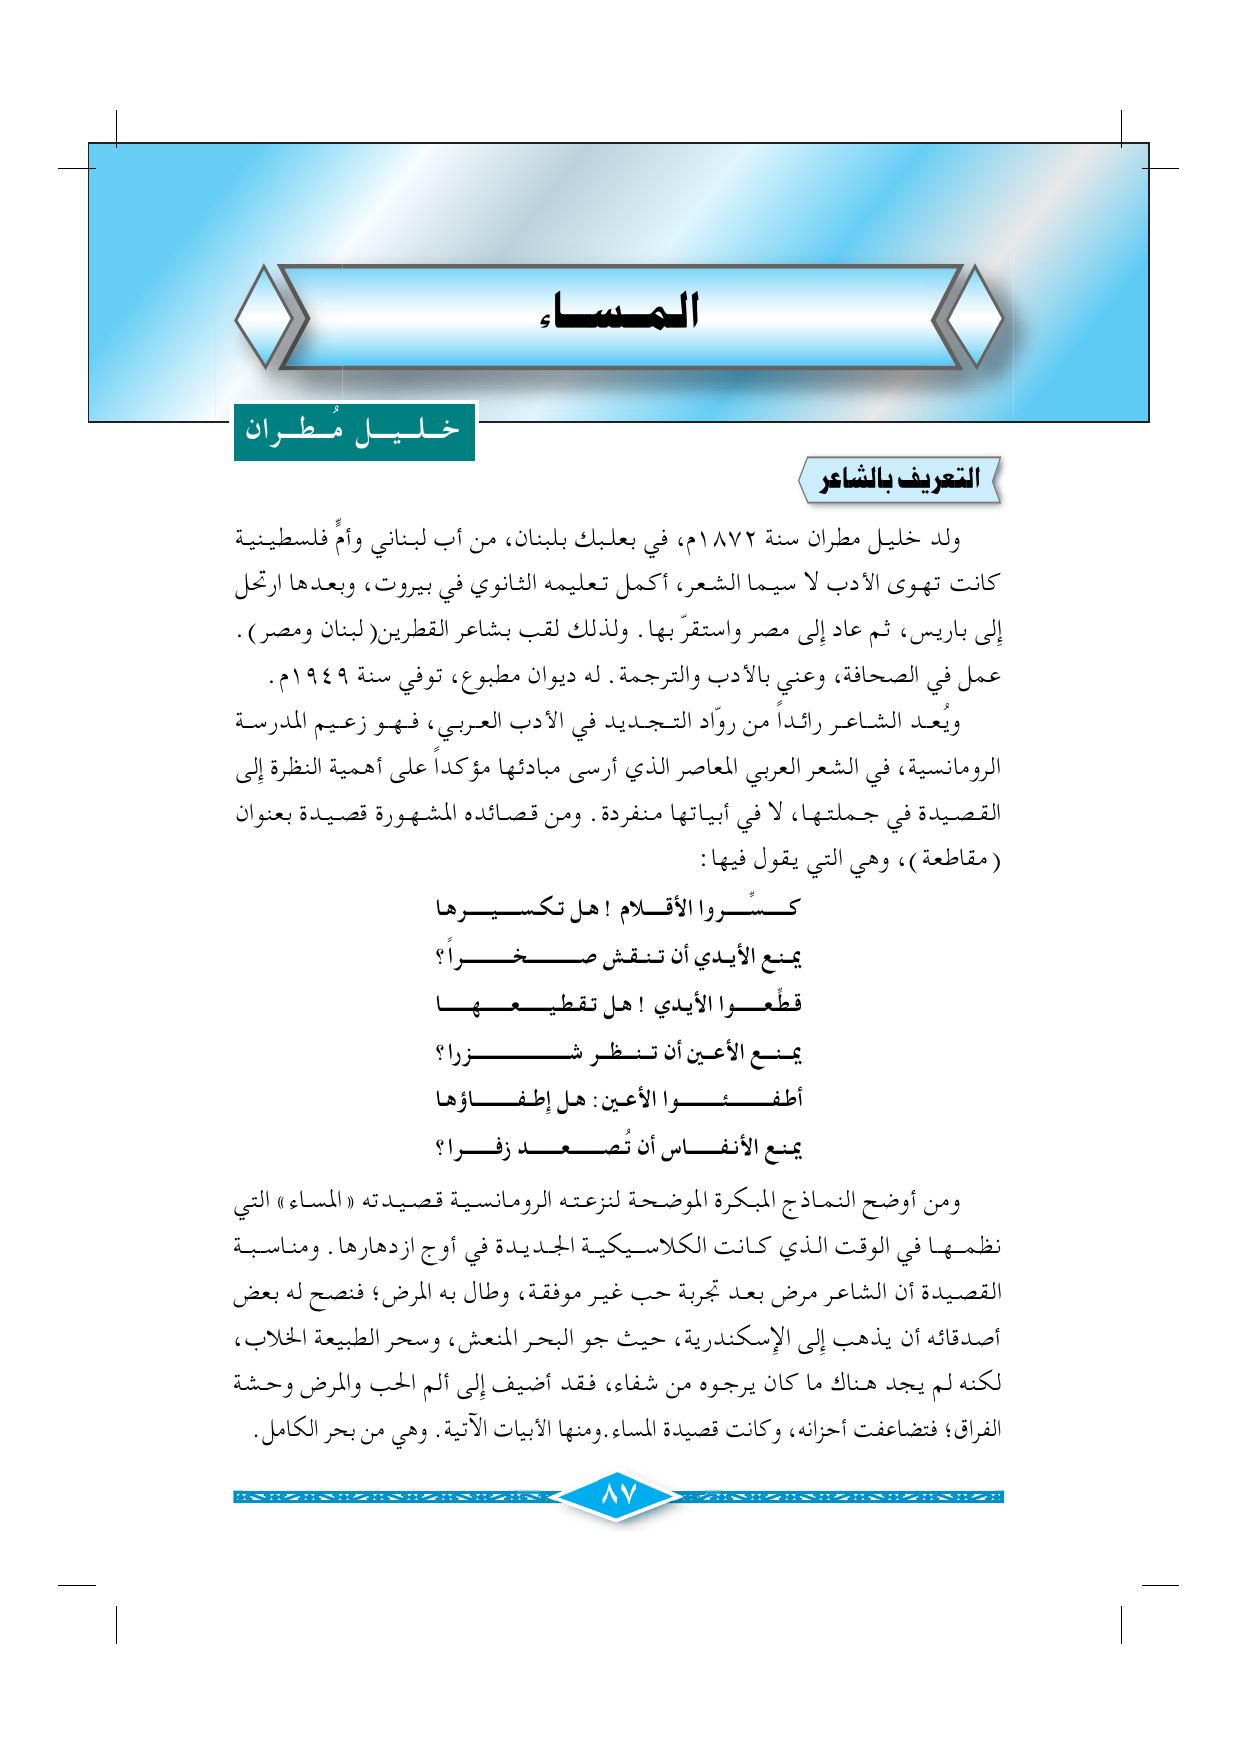 المساء
خليل مُطران
التعريف بالشاعر
ولد خليل مطران سنة ١٨٧٢م، في بعلبك بلبنان، من أب لبناني وأمٍّ فلسطينية
كانت تهوى الأدب لا سيما الشعر، أكمل تعليمه الثانوي في بيروت، وبعدها ارتحل
إلى باريس، ثم عاد إلى مصر واستقرّ بها. ولذلك لقب بشاعر القطرين(لبنان ومصر).
عمل في الصحافة، وعني بالأدب والترجمة. له ديوان مطبوع، توفي سنة ١٩٤٩م.
ويُعد الشاعر رائداً من روّاد التجديد في الأدب العربي، فهو زعيم المدرسة
الرومانسية، في الشعر العربي المعاصر الذي أرسى مبادئها مؤكداً على أهمية النظرة إلى
القصيدة في جملتها، لا في أبياتها منفردة. ومن قصائده المشهورة قصيدة بعنوان
(مقاطعة)، وهي التي يقول فيها:
كسِّروا الأقلام ! هل تكسيرها
يمنع الأيدي أن تنقش صخراً؟
قطِّعوا الأيدي ! هل تقطيعها
يمنع الأعين أن تنظر شزرا؟
أطفئوا الأعين: هل إطفاؤها
يمنع الأنفاس أن تُصعد زفرا؟
ومن أوضح النماذج المبكرة الموضحة لنزعته الرومانسية قصيدته «المساء» التي
نظمها في الوقت الذي كانت الكلاسيكية الجديدة في أوج ازدهارها. ومناسبة
القصيدة أن الشاعر مرض بعد تجربة حب غير موفقة، وطال به المرض؛ فنصح له بعض
أصدقائه أن يذهب إلى الإسكندرية، حيث جو البحر المنعش، وسحر الطبيعة الخلاب،
لكنه لم يجد هناك ما كان يرجوه من شفاء، فقد أضيف إلى ألم الحب والمرض وحشة
الفراق؛ فتضاعفت أحزانه، وكانت قصيدة المساء.ومنها الأبيات الآتية. وهي من بحر الكامل.
٨٧